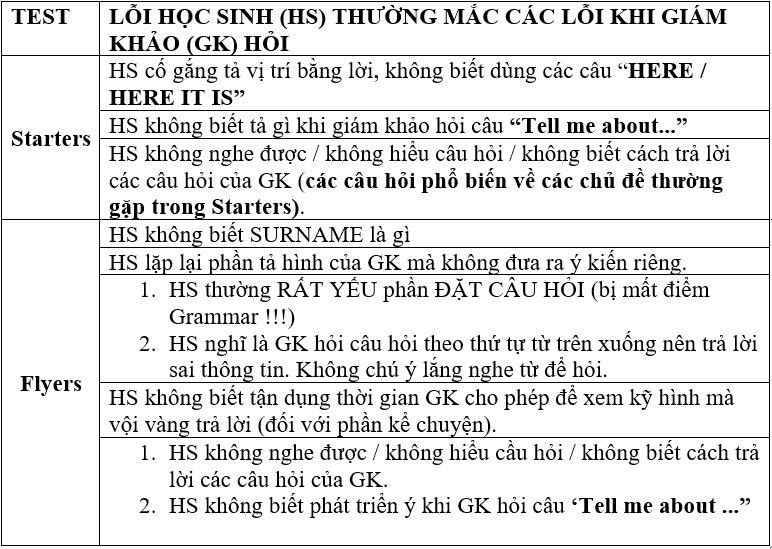 TEST
LỖI HỌC SINH (HS) THƯỜNG MẮC CÁC LỖI KHI GIÁM
KHẢO (GK) HỎI
Starters
HS cố gắng tả vị trí bằng lời, không biết dùng các câu “HERE /
HERE IT IS”
HS không biết tả gì khi giám khảo hỏi câu “Tell me about...”
HS không nghe được / không hiểu câu hỏi / không biết cách trả lời
các câu hỏi của GK (các câu hỏi phổ biến về các chủ đề thường
gặp trong Starters).
Flyers
HS không biết SURNAME là gì
HS lặp lại phần tả hình của GK mà không đưa ra ý kiến riêng.
1. HS thường RẤT YẾU phần ĐẶT CÂU HỎI (bị mất điểm
Grammar !!!)
2. HS nghĩ là GK hỏi câu hỏi theo thứ tự từ trên xuống nên trả lời
sai thông tin. Không chú ý lắng nghe từ để hỏi.
HS không biết tận dụng thời gian GK cho phép để xem kỹ hình mà
vội vàng trả lời (đối với phần kể chuyện).
1. HS không nghe được / không hiểu cầu hỏi / không biết cách trả
lời các câu hỏi của GK.
2. HS không biết phát triển ý khi GK hỏi câu ‘Tell me about ...”